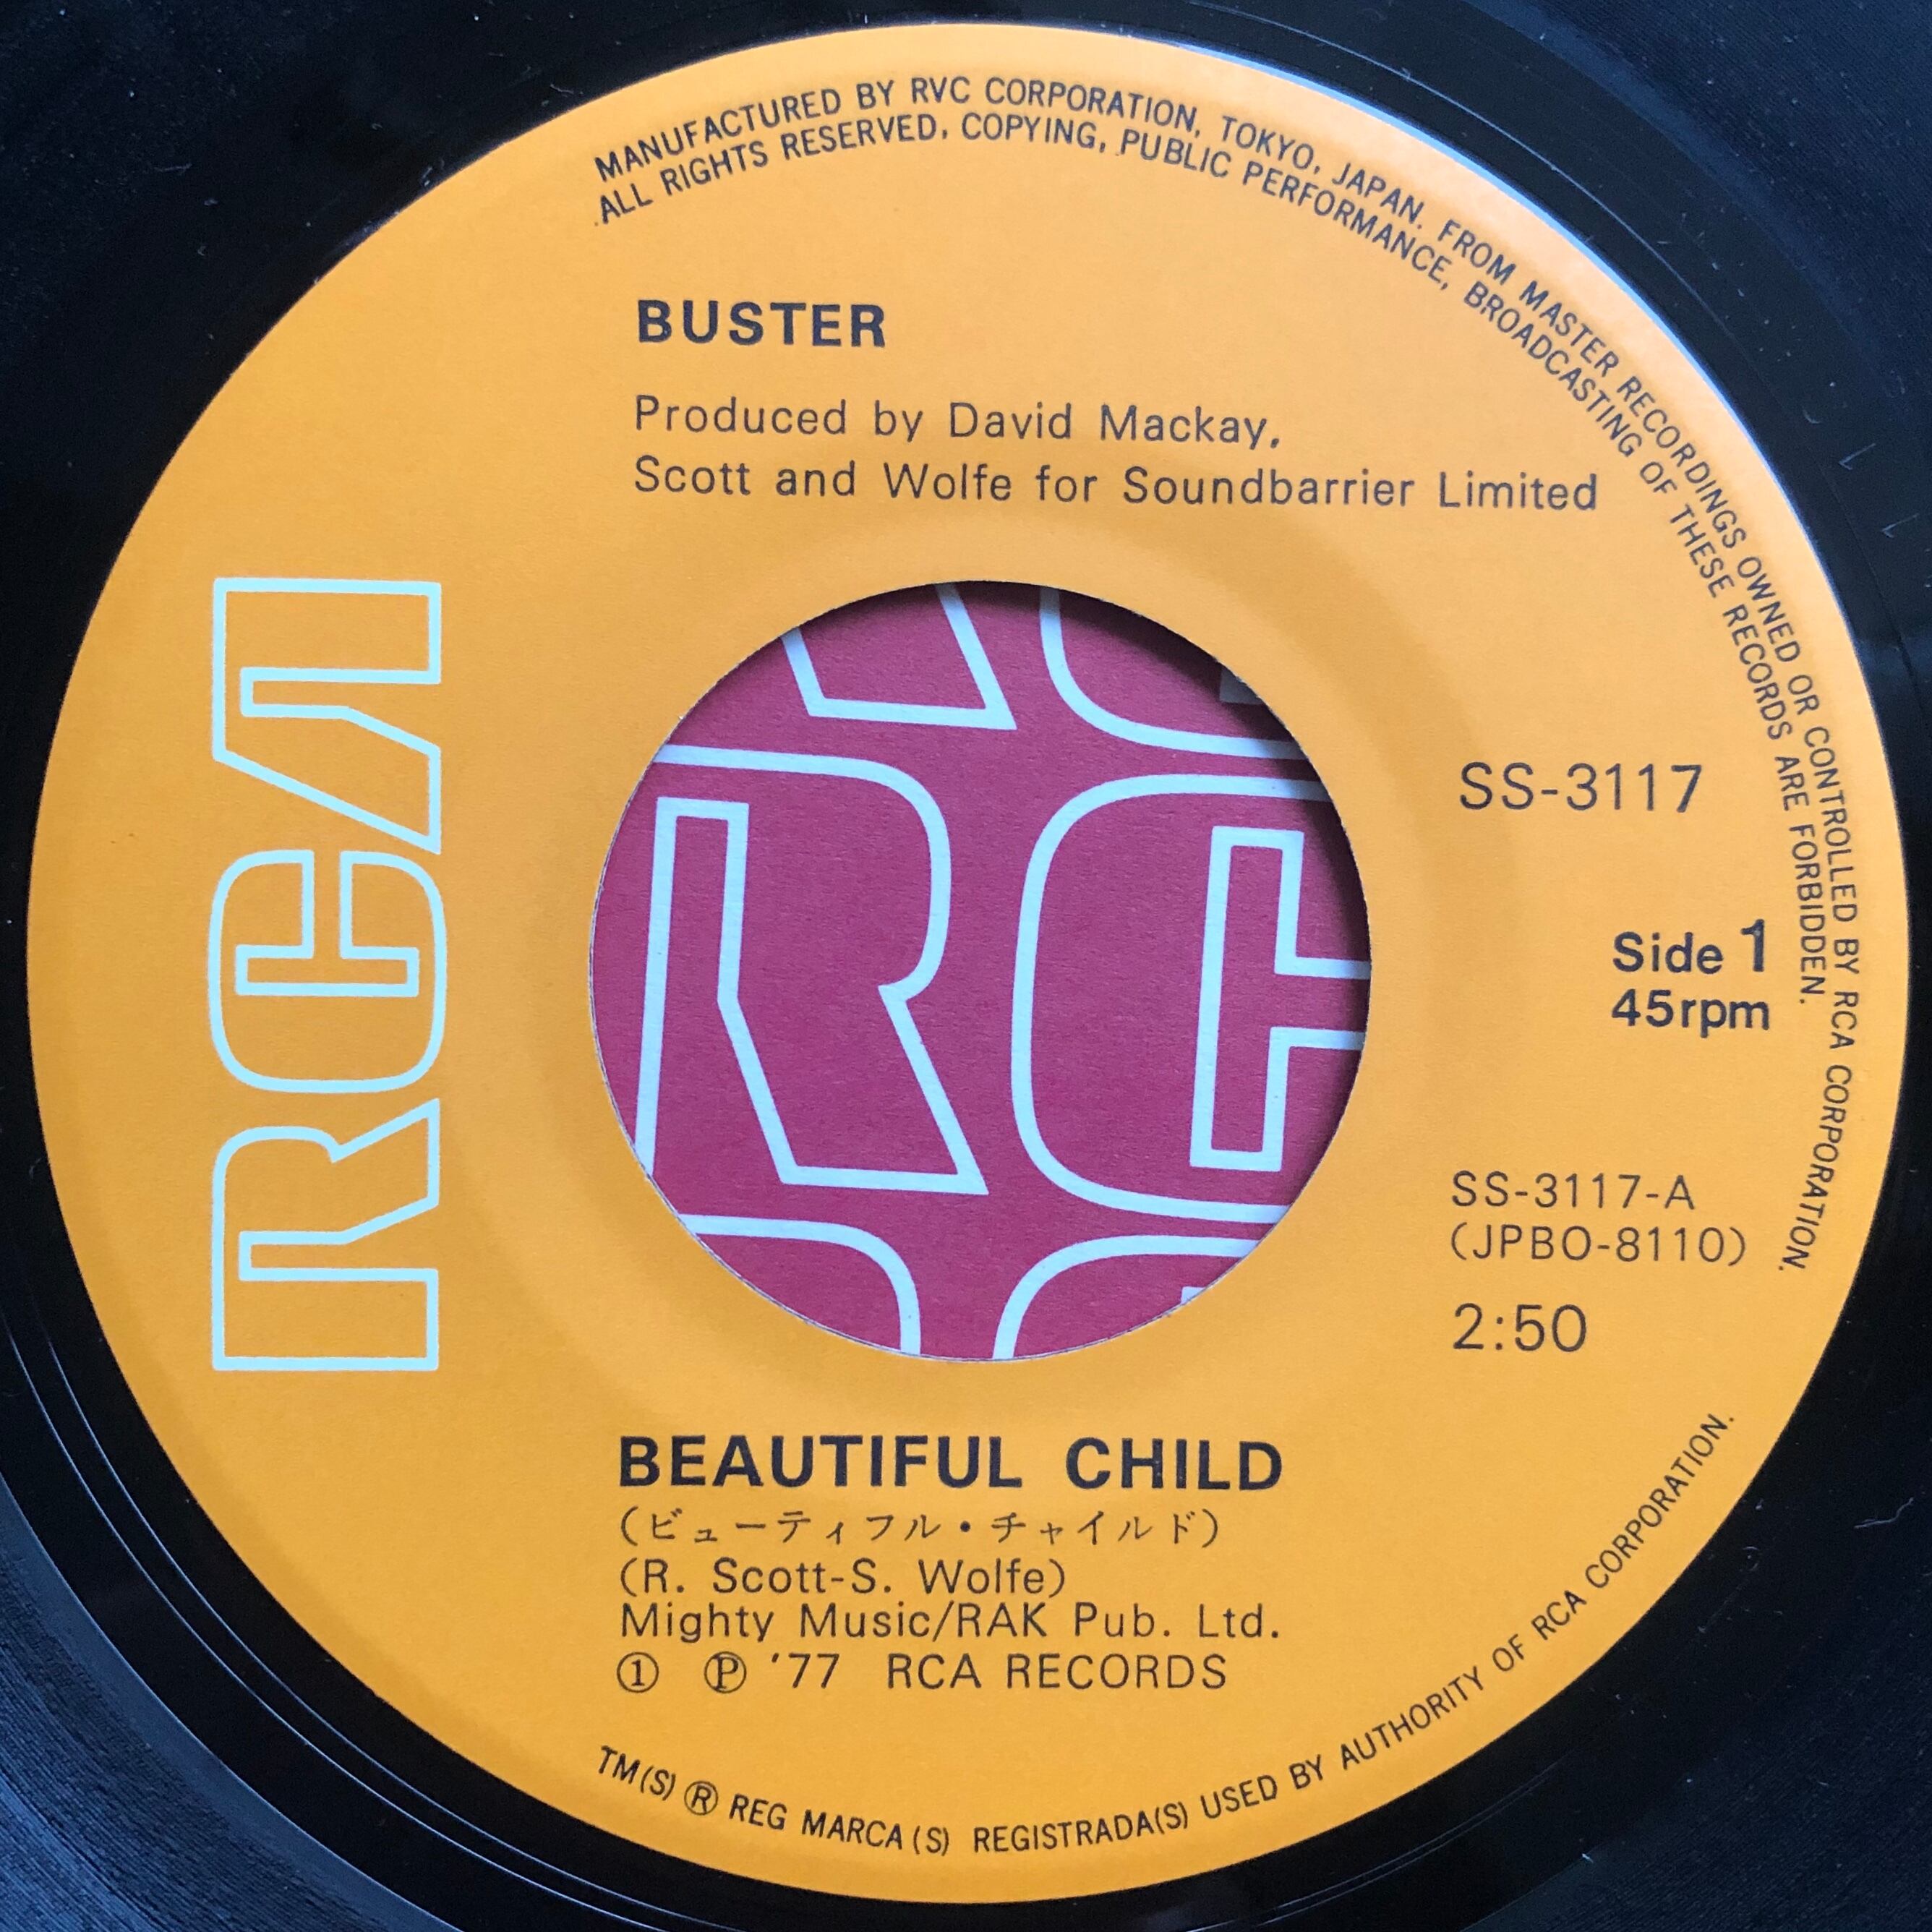 MANUFACTURED BY RVC CORPORATION, TOKYO, JAPAN. FROM MASTER RECORDINGS OWNED OR CONTROLLED BY RCA CORPORATION.
ALL RIGHTS RESERVED. COPYING, PUBLIC PERFORMANCE, BROADCASTING OF THESE RECORDS ARE FORBIDDEN.
BUSTER
Produced by David Mackay,
Scott and Wolfe for Soundbarrier Limited
RCA
RC
SS-3117
Side 1
45rpm
SS-3117-A
(JPBO-8110)
2:50
BEAUTIFUL CHILD
(ビューティフル・チャイルド)
(R. Scott-S. Wolfe)
Mighty Music/RAK Pub. Ltd.
① Ⓟ '77 RCA RECORDS
TM(S) ® REG MARCA(S) REGISTRADA(S) USED BY AUTHORITY OF RCA CORPORATION.